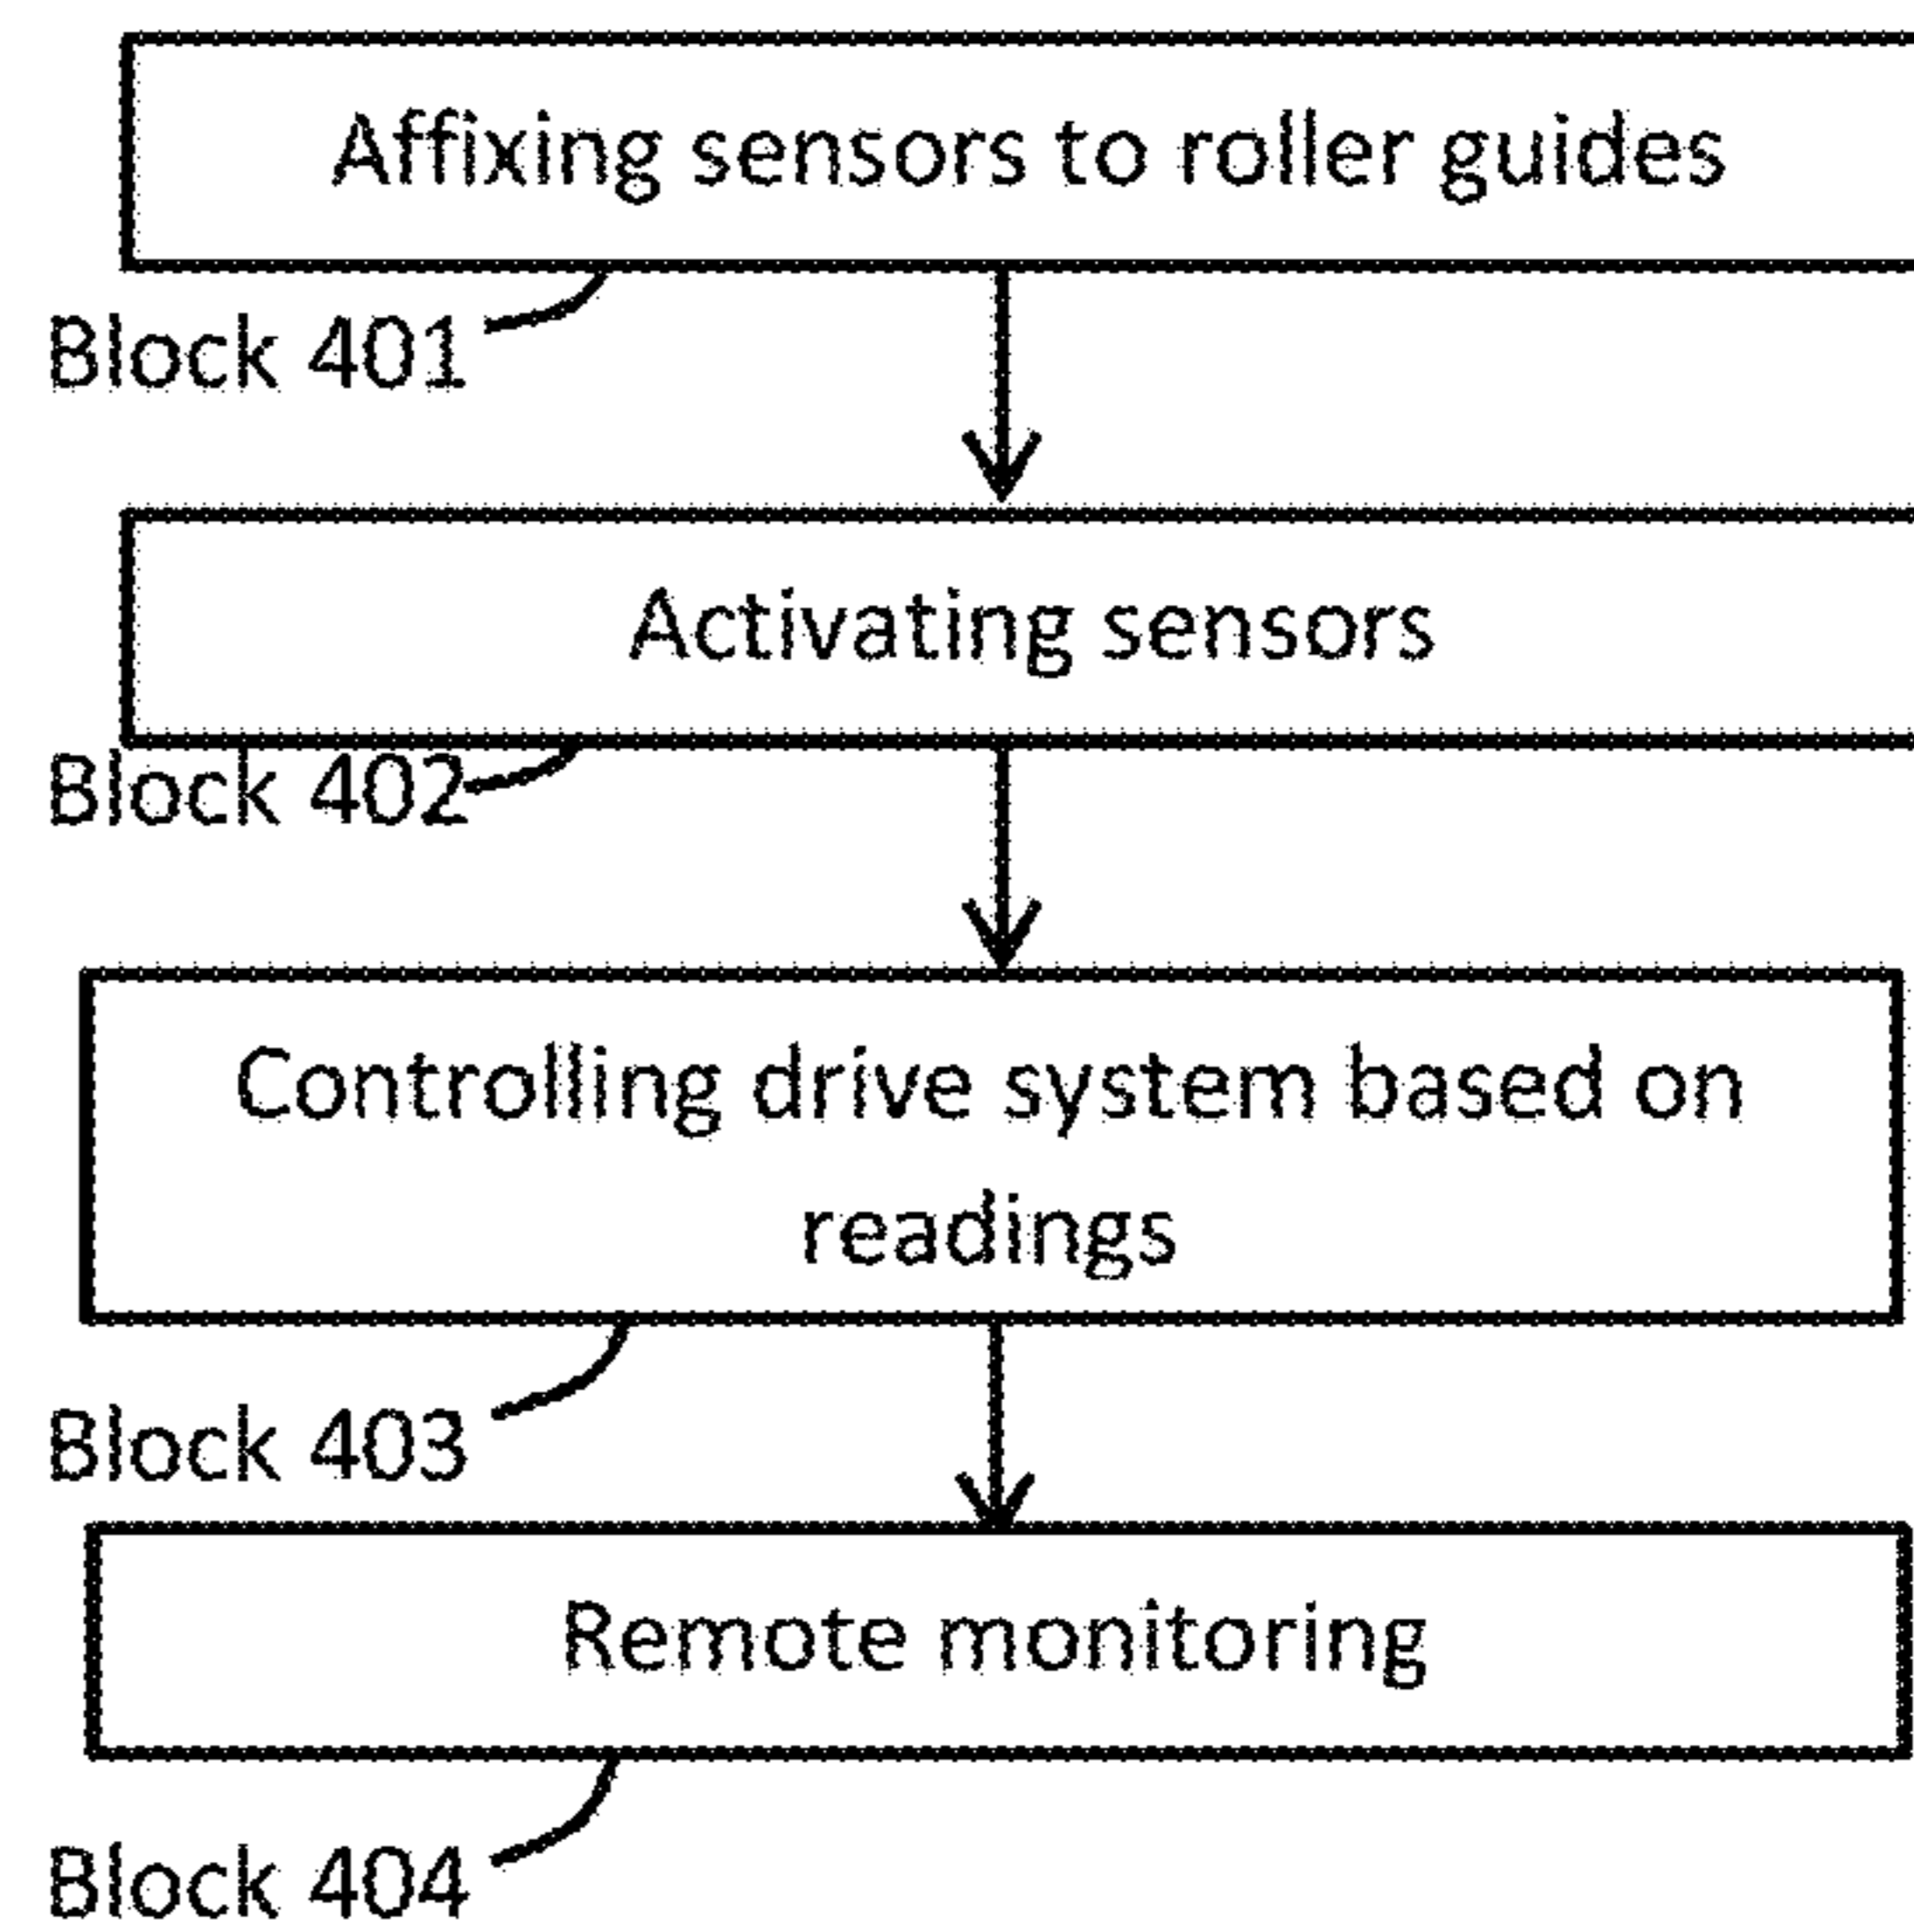 Affixing sensors to roller guides
Block 401
Activating sensors
Block 402
Controlling drive system based on
readings
Block 403
Remote monitoring
Block 404